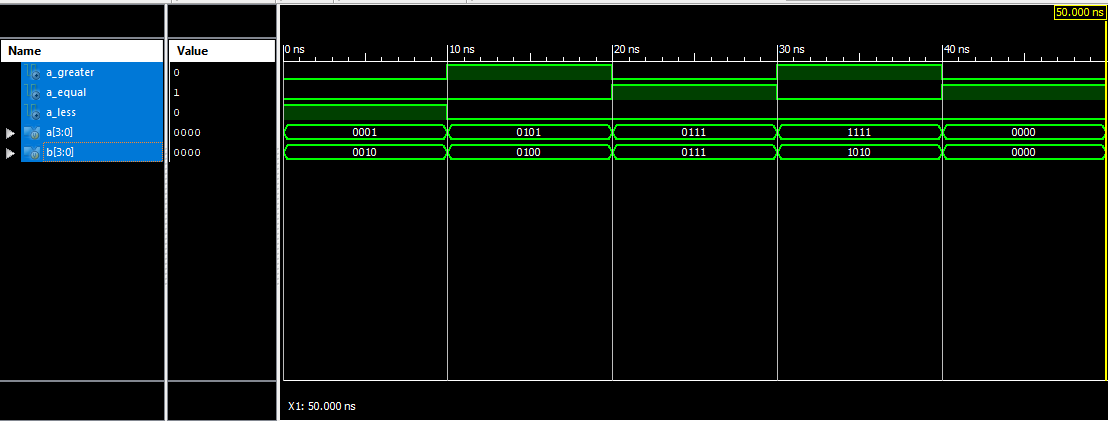 50.000 ns
Name Value
0 ns 10 ns 20 ns 30 ns 40 ns
a_greater 0
a_equal 1
a_less 0
a[3:0] 0000 0001 0101 0111 1111 0000
b[3:0] 0000 0010 0100 0111 1010 0000
X1: 50.000 ns